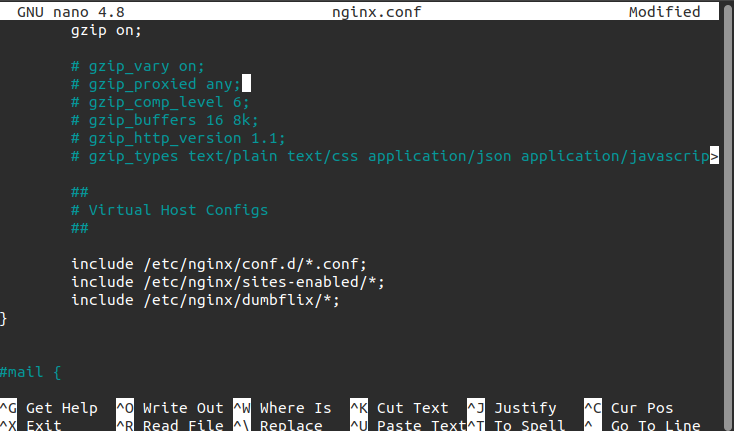 GNU nano 4.8 nginx.conf Modified
gzip on;
# gzip_vary on;
# gzip_proxied any;
# gzip_comp_level 6;
# gzip_buffers 16 8k;
# gzip_http_version 1.1;
# gzip_types text/plain text/css application/json application/javascrip>
##
# Virtual Host Configs
##
include /etc/nginx/conf.d/*.conf;
include /etc/nginx/sites-enabled/*;
include /etc/nginx/dumbflix/*;
}
#mail {
^G Get Help ^O Write Out ^W Where Is ^K Cut Text ^J Justify ^C Cur Pos
^X Exit ^R Read File ^\ Replace ^U Paste Text ^T To Spell ^_ Go To Line